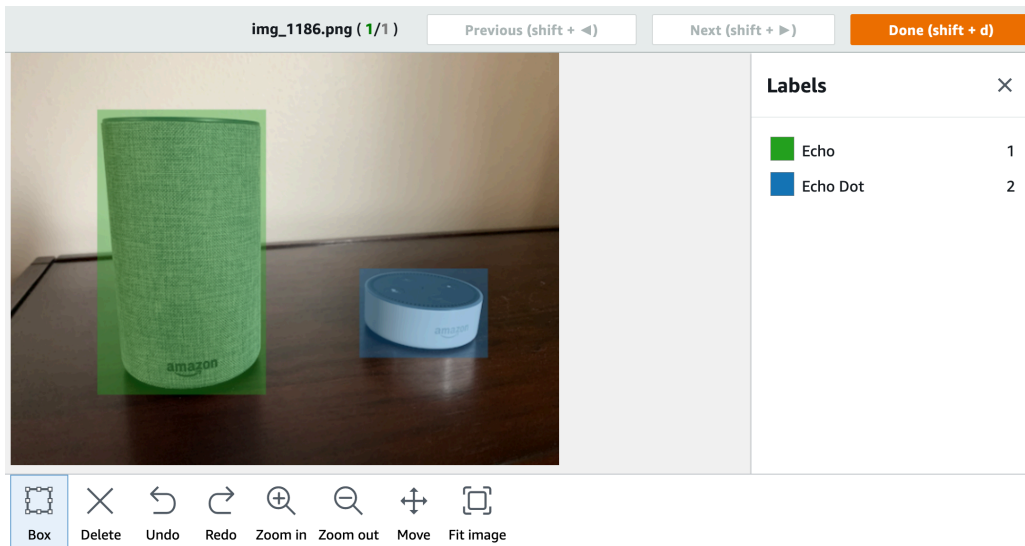 img_1186.png ( 1/1 )
Previous (shift + ◀)
Next (shift + ▶)
Done (shift + d)
Labels
Echo 1
Echo Dot 2
amazon
amazon
Box
Delete
Undo
Redo
Zoom in
Zoom out
Move
Fit image